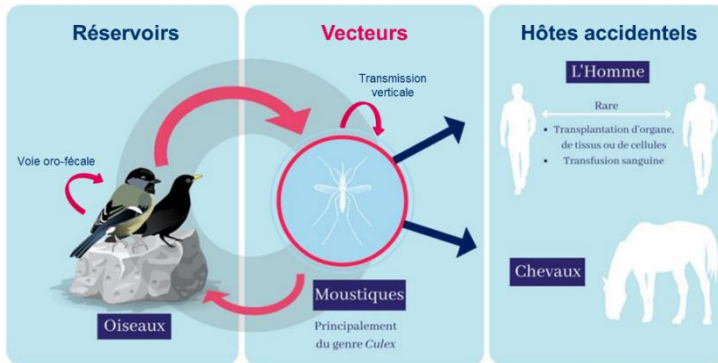 Réservoirs
Voie oro-fécale
Oiseaux
Vecteurs
Transmission
verticale
Moustiques
Principalement
du genre Culex
Hôtes accidentels
L'Homme
Rare
• Transplantation d'organe,
de tissus ou de cellules
• Transfusion sanguine
Chevaux